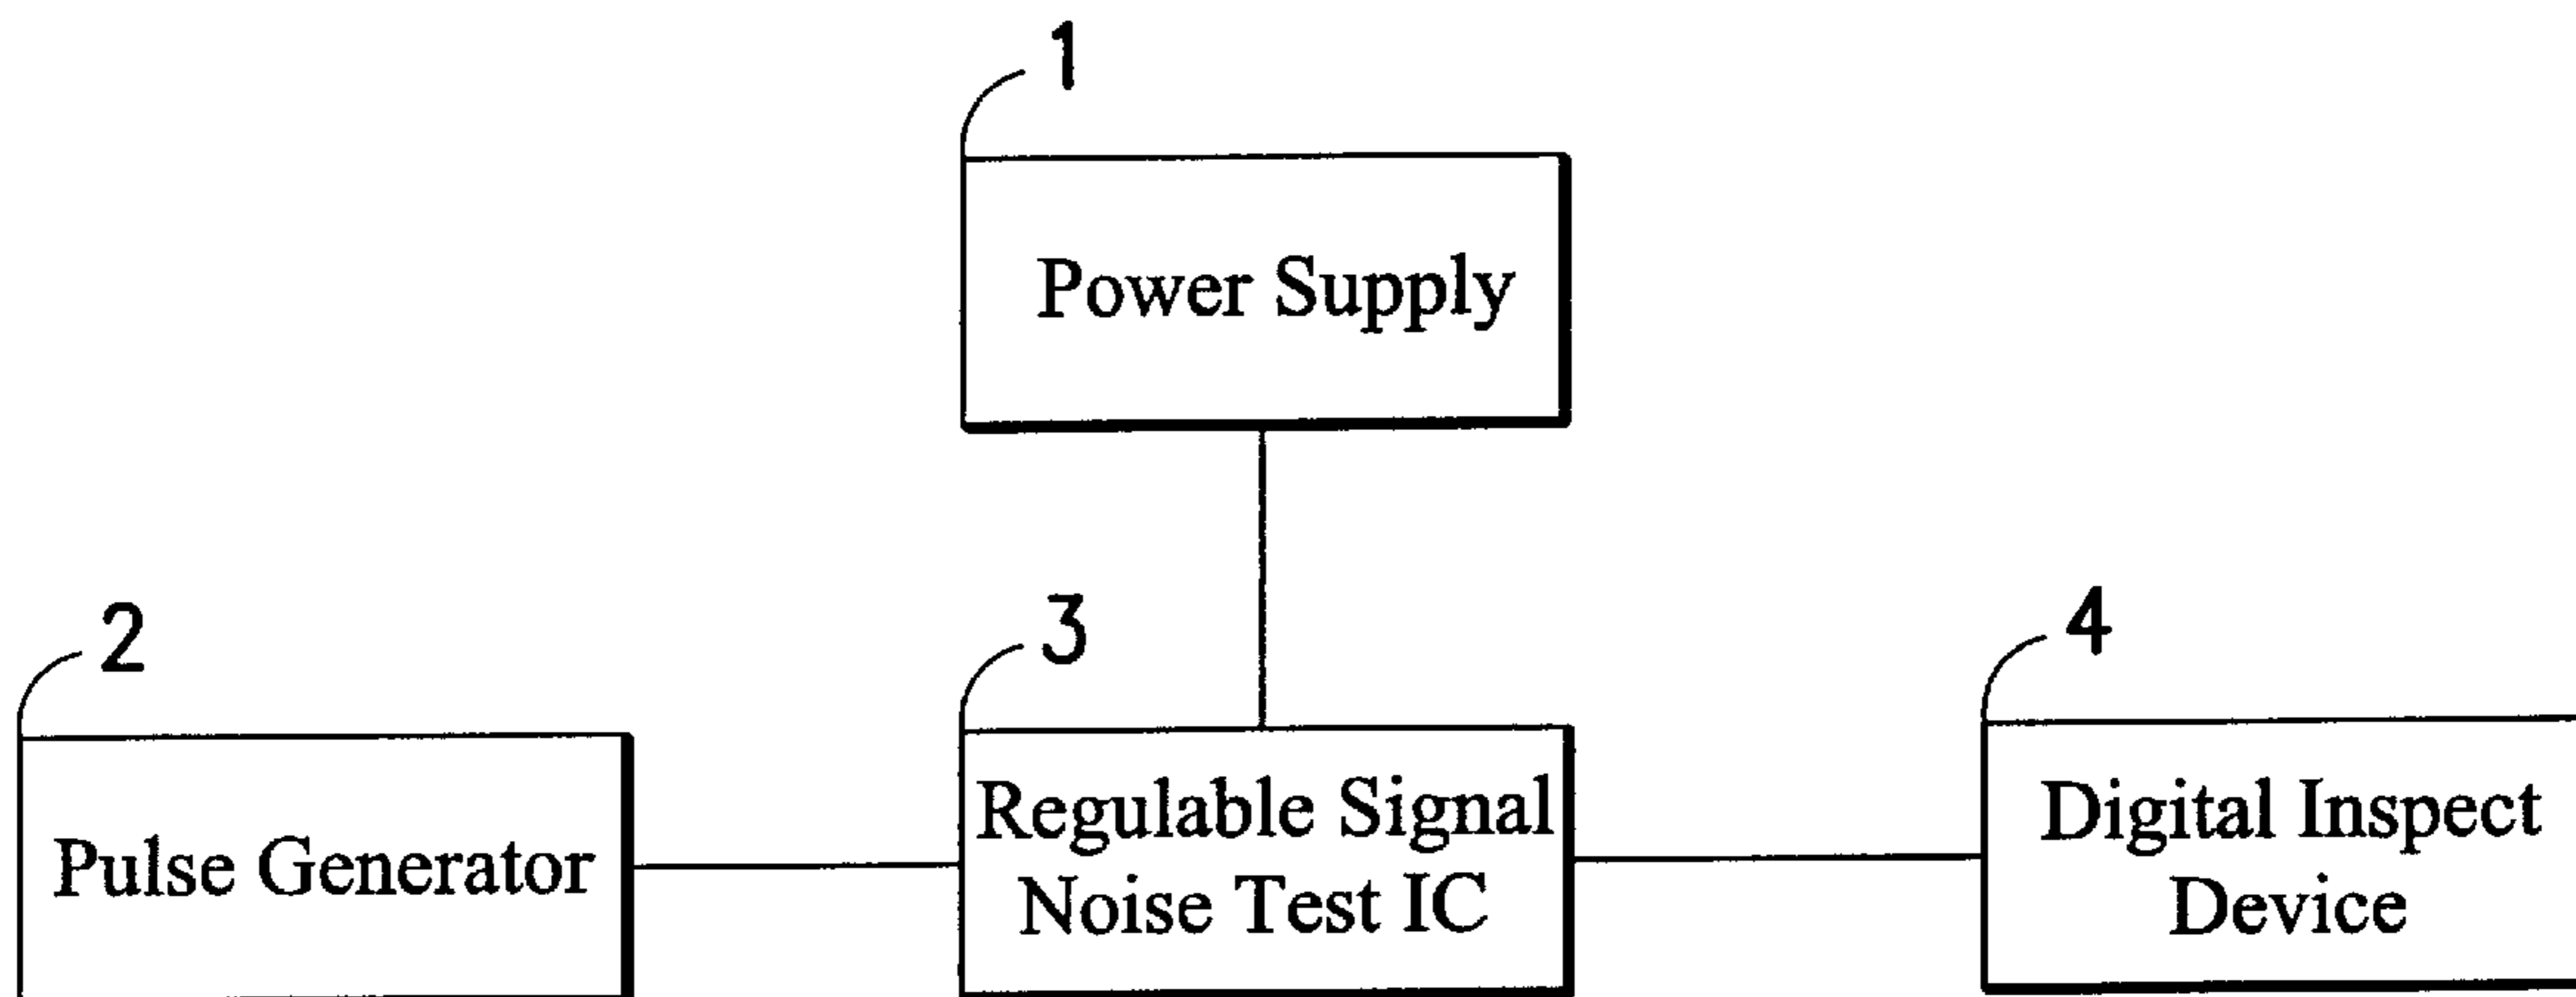 1
Power Supply
2
3
4
Pulse Generator
Regulable Signal
Noise Test IC
Digital Inspect
Device